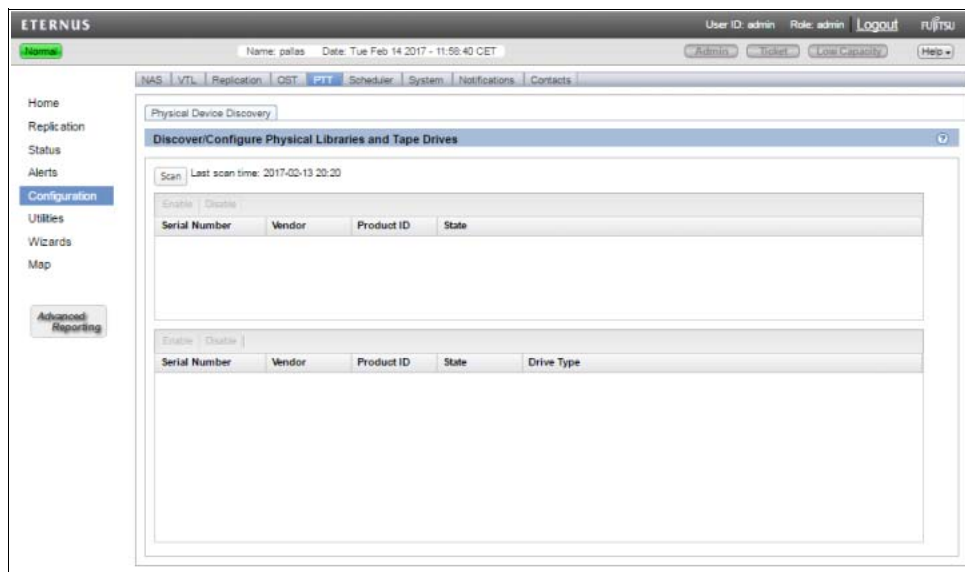 ETERNUS
User ID: admin Role: admin Logout FUJITSU
Normal Name: pallas Date: Tue Feb 14 2017 - 11:58:40 CET Admin Ticket Low Capacity Help
NAS VTL Replication OST PTT Scheduler System Notifications Contacts
Home
Replication
Status
Alerts
Configuration
Utilities
Wizards
Map
Advanced
Reporting
Physical Device Discovery
Discover/Configure Physical Libraries and Tape Drives ?
Scan Last scan time: 2017-02-13 20:20
Enable Disable
Serial Number Vendor Product ID State
Enable Disable
Serial Number Vendor Product ID State Drive Type